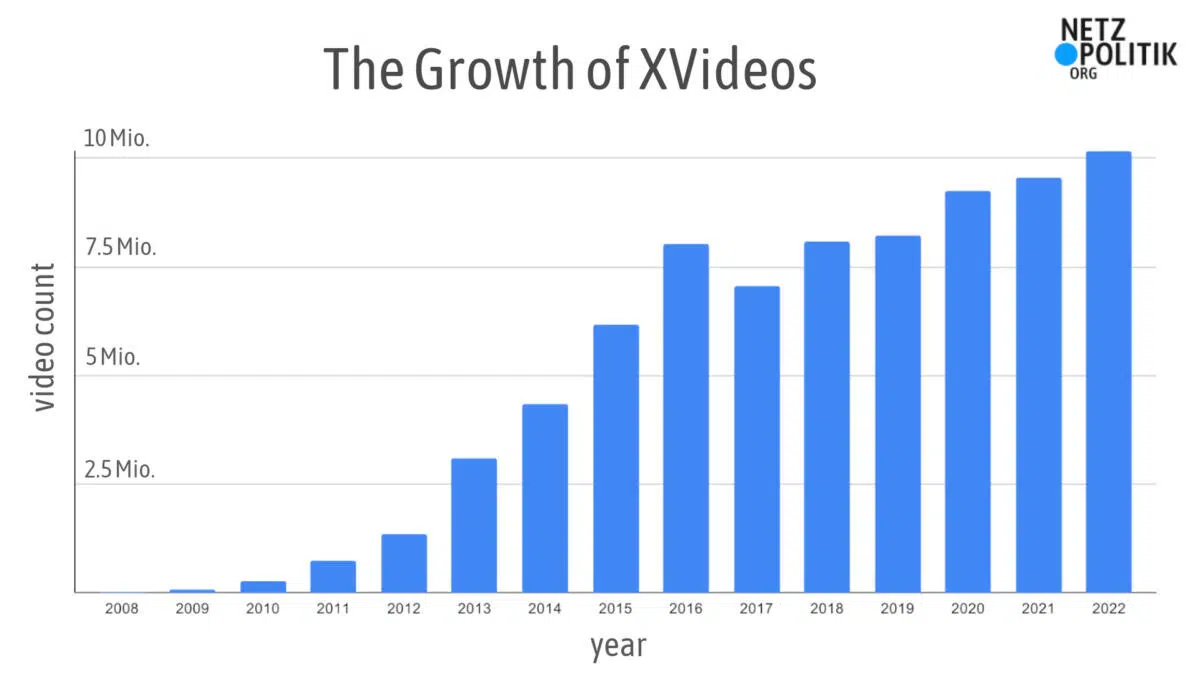 The Growth of XVideos
NETZ
POLITIK
ORG
10 Mio.
7.5 Mio.
5 Mio.
2.5 Mio.
video count
2008 2009 2010 2011 2012 2013 2014 2015 2016 2017 2018 2019 2020 2021 2022
year